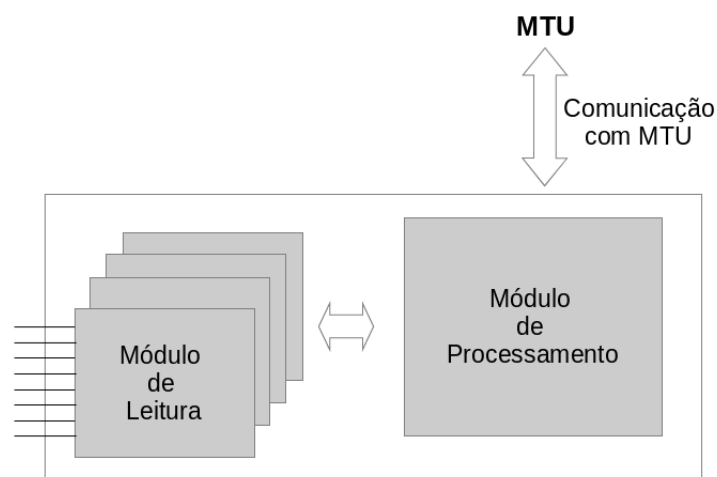 MTU
Comunicação
com MTU
Módulo
de
Leitura
Módulo
de
Processamento